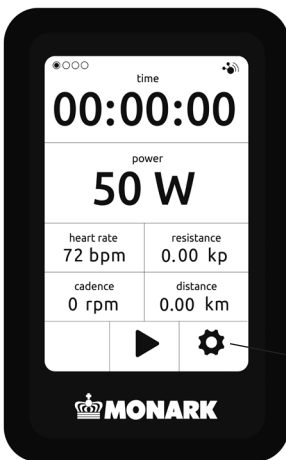 time
00:00:00
power
50 W
heart rate resistance
72 bpm 0.00 kp
cadence distance
0 rpm 0.00 km
MONARK